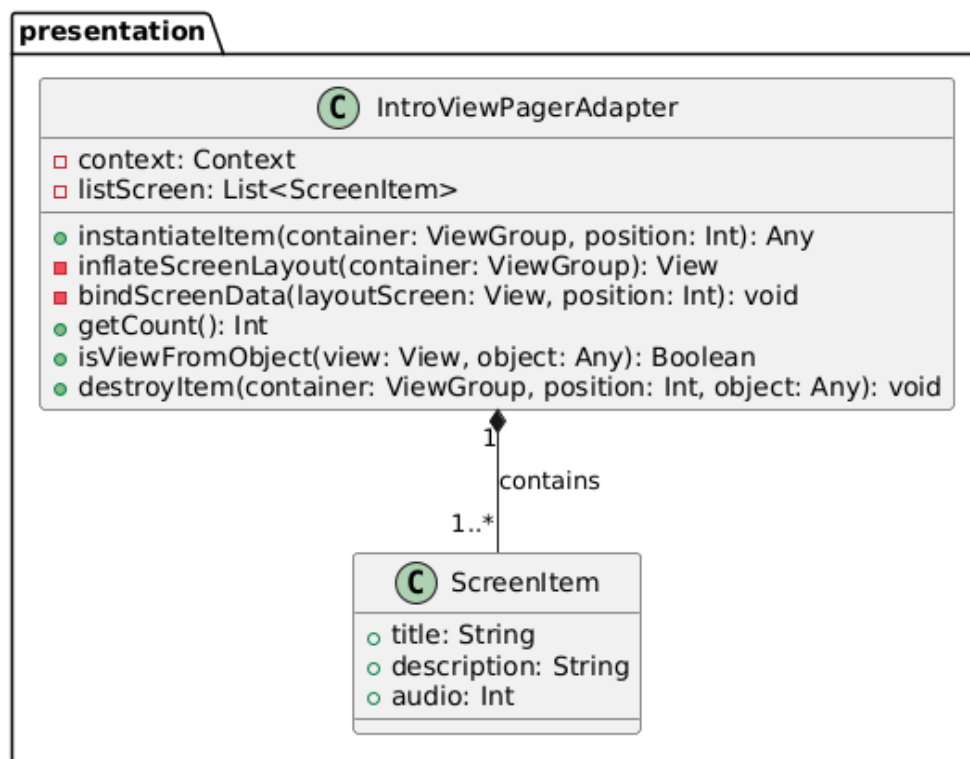 presentation
C IntroViewPagerAdapter
context: Context
listScreen: List<ScreenItem>
instantiateItem(container: ViewGroup, position: Int): Any
inflateScreenLayout(container: ViewGroup): View
bindScreenData(layoutScreen: View, position: Int): void
getCount(): Int
isViewFromObject(view: View, object: Any): Boolean
destroyItem(container: ViewGroup, position: Int, object: Any): void
1
contains
1..*
C ScreenItem
title: String
description: String
audio: Int